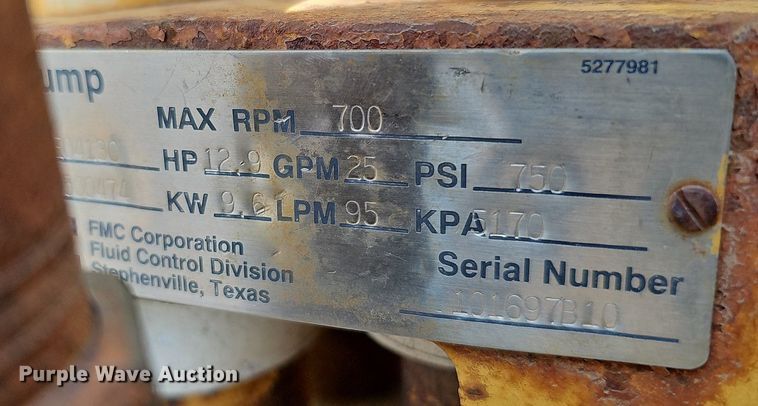 ump 5277981
MAX RPM 700
HP 12.9 GPM 25 PSI 750
KW 9.6 LPM 95 KPA 5170
FMC Corporation
Fluid Control Division
Stephenville, Texas
Serial Number
101697B10
Purple Wave Auction